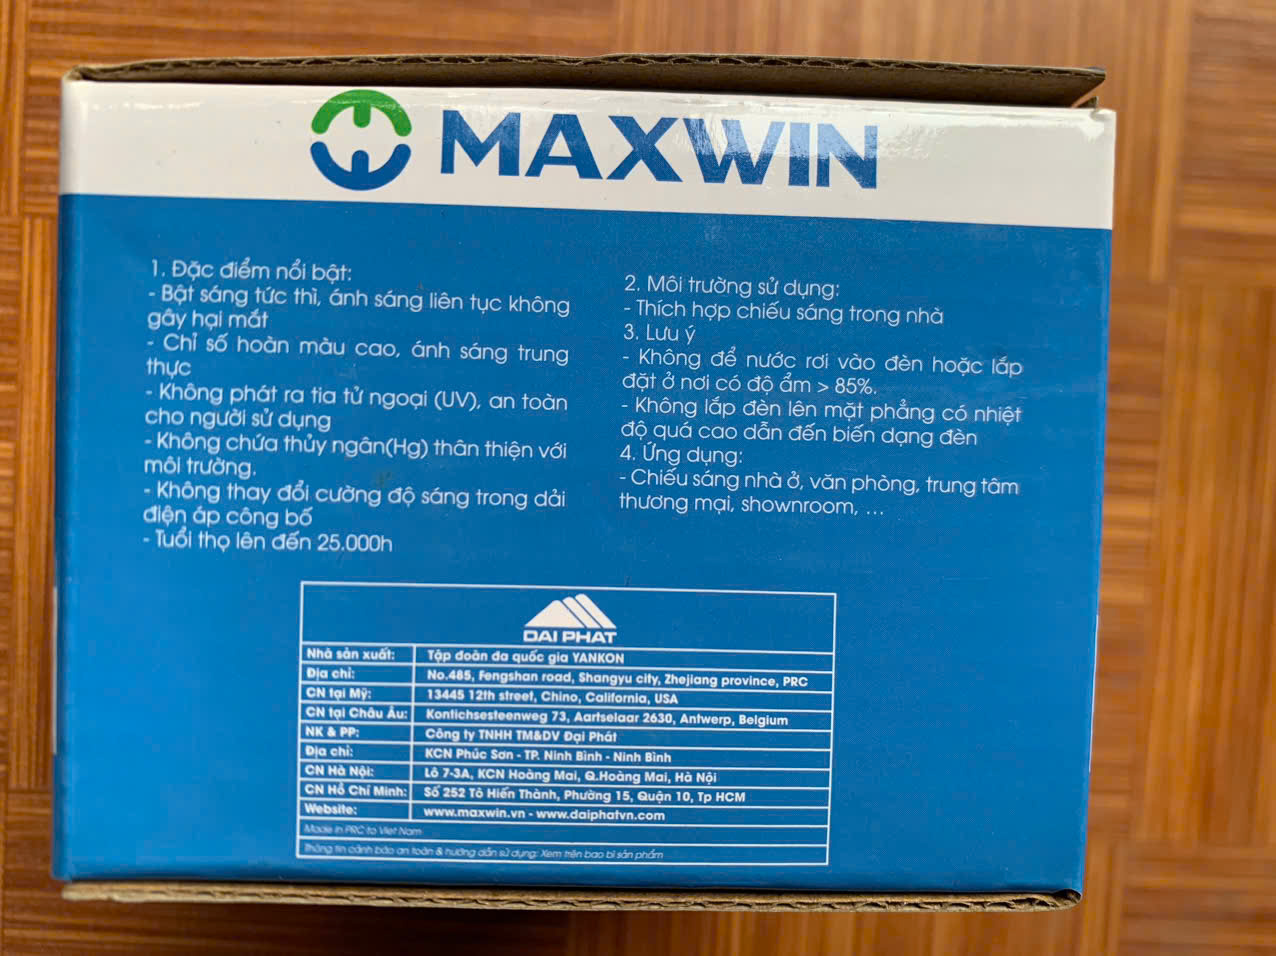 MAXWIN
1. Đặc điểm nổi bật:
- Bật sáng tức thì, ánh sáng liên tục không
gây hại mắt
- Chỉ số hoàn màu cao, ánh sáng trung
thực
- Không phát ra tia tử ngoại (UV), an toàn
cho người sử dụng
- Không chứa thủy ngân(Hg) thân thiện với
môi trường.
- Không thay đổi cường độ sáng trong dải
điện áp công bố
- Tuổi thọ lên đến 25.000h
2. Môi trường sử dụng:
- Thích hợp chiếu sáng trong nhà
3. Lưu ý
- Không để nước rơi vào đèn hoặc lắp
đặt ở nơi có độ ẩm > 85%.
- Không lắp đèn lên mặt phẳng có nhiệt
độ quá cao dẫn đến biến dạng đèn
4. Ứng dụng:
- Chiếu sáng nhà ở, văn phòng, trung tâm
thương mại, showroom, ...
DAI PHAT
Nhà sản xuất: Tập đoàn đa quốc gia YANKON
Địa chỉ: No.485, Fengshan road, Shangyu city, Zhejiang province, PRC
CN tại Mỹ: 13445 12th street, Chino, California, USA
CN tại Châu Âu: Kontichsesteenweg 73, Aartselaar 2630, Antwerp, Belgium
NK & PP: Công ty TNHH TM&DV Đại Phát
Địa chỉ: KCN Phúc Sơn - TP. Ninh Bình - Ninh Bình
CN Hà Nội: Lô 7-3A, KCN Hoàng Mai, Q.Hoàng Mai, Hà Nội
CN Hồ Chí Minh: Số 252 Tô Hiến Thành, Phường 15, Quận 10, Tp HCM
Website: www.maxwin.vn - www.daiphatvn.com
Made in PRC to Viet Nam
Thông tin cảnh báo an toàn & hướng dẫn sử dụng: Xem trên bao bì sản phẩm